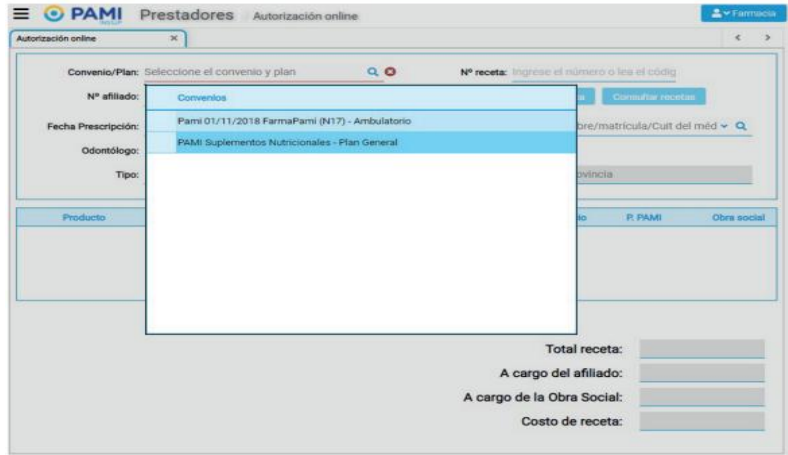 PAMI Prestadores Autorización online Farmacia
Autorización online
Convenio/Plan: Seleccione el convenio y plan Nº receta: Ingrese el número o lea el códig
Nº afiliado: Consultar recetas
Convenios
Pami 01/11/2018 FarmaPami (N17) - Ambulatorio
Fecha Prescripción: bre/matrícula/Cuit del méd
PAMI Suplementos Nutricionales - Plan General
Odontólogo:
Tipo: ovincia
Producto io P. PAMI Obra social
Total receta:
A cargo del afiliado:
A cargo de la Obra Social:
Costo de receta: